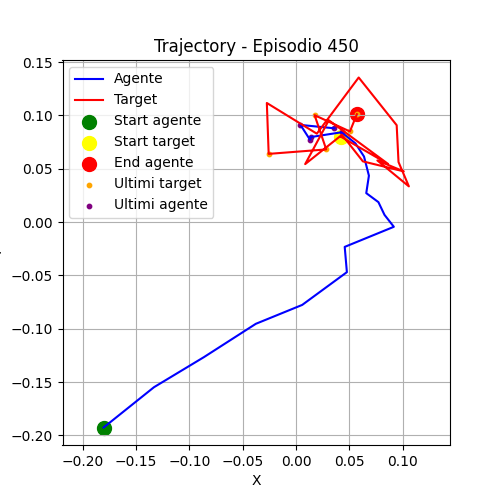 Trajectory - Episodio 450
0.15
0.10
0.05
0.00
−0.05
−0.10
−0.15
−0.20
Agente
Target
Start agente
Start target
End agente
Ultimi target
Ultimi agente
−0.20 −0.15 −0.10 −0.05 0.00 0.05 0.10
X